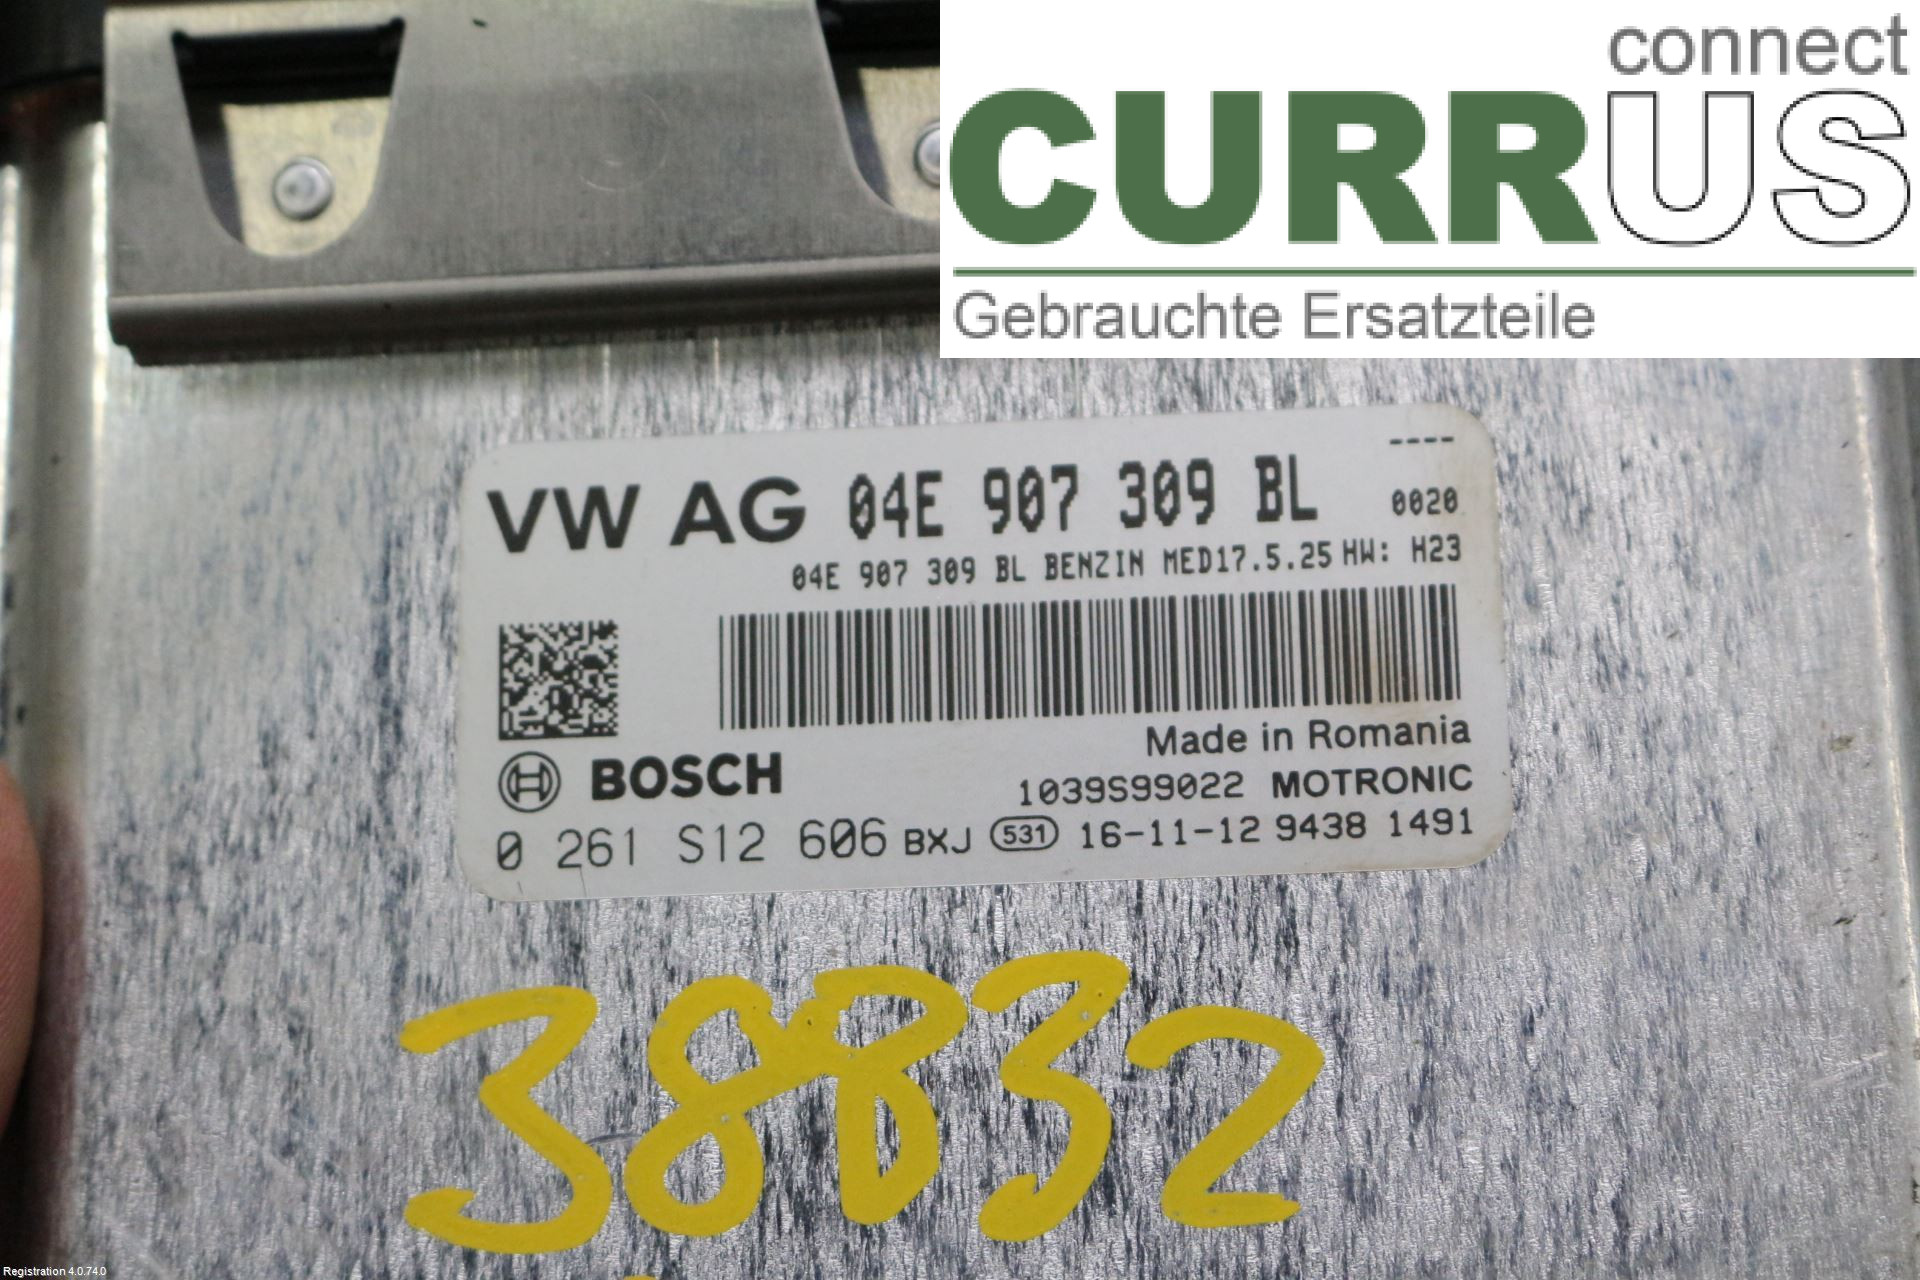 connect
CURRUS
Gebrauchte Ersatzteile
----
VW AG 04E 907 309 BL 0020
04E 907 309 BL BENZIN MED17.5.25 HW: H23
Made in Romania
BOSCH 1039S99022 MOTRONIC
0 261 S12 606 BXJ 531 16-11-12 9438 1491
38832
Registration 4.0.74.0